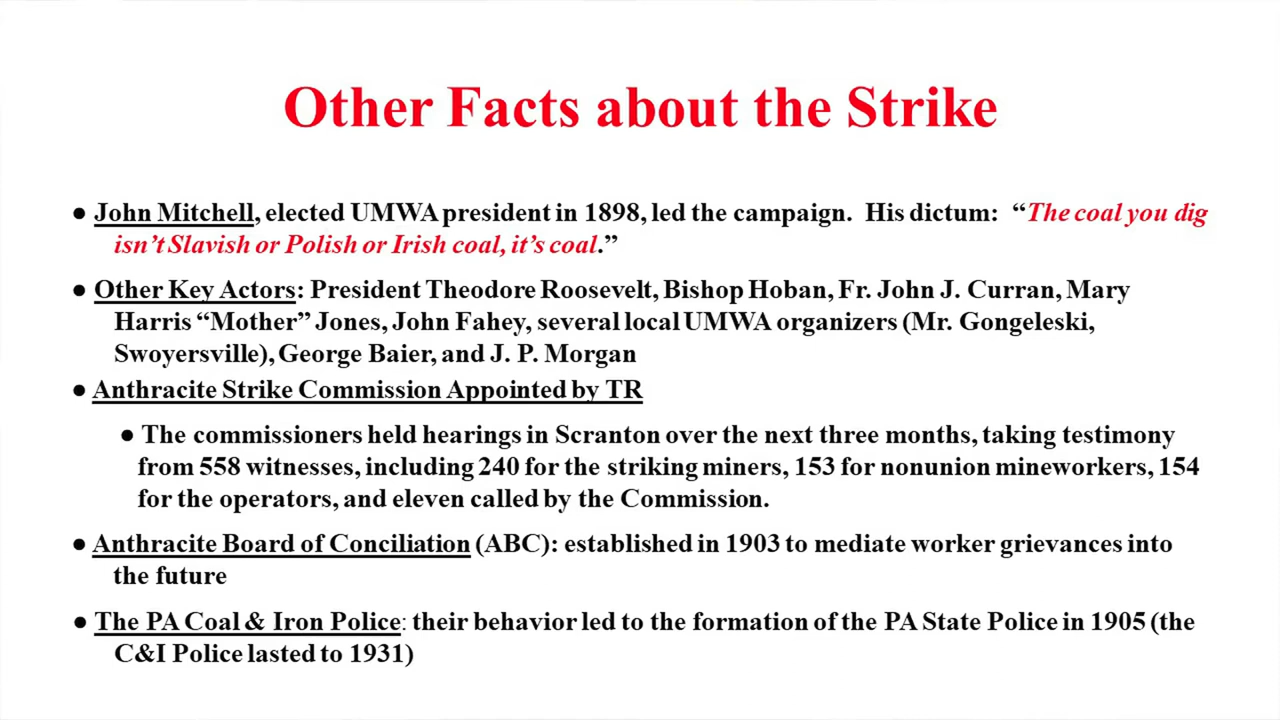 Other Facts about the Strike
● John Mitchell, elected UMWA president in 1898, led the campaign. His dictum: “The coal you dig
isn’t Slavish or Polish or Irish coal, it’s coal.”
● Other Key Actors: President Theodore Roosevelt, Bishop Hoban, Fr. John J. Curran, Mary
Harris “Mother” Jones, John Fahey, several local UMWA organizers (Mr. Gongeleski,
Swoyersville), George Baier, and J. P. Morgan
● Anthracite Strike Commission Appointed by TR
● The commissioners held hearings in Scranton over the next three months, taking testimony
from 558 witnesses, including 240 for the striking miners, 153 for nonunion mineworkers, 154
for the operators, and eleven called by the Commission.
● Anthracite Board of Conciliation (ABC): established in 1903 to mediate worker grievances into
the future
● The PA Coal & Iron Police: their behavior led to the formation of the PA State Police in 1905 (the
C&I Police lasted to 1931)